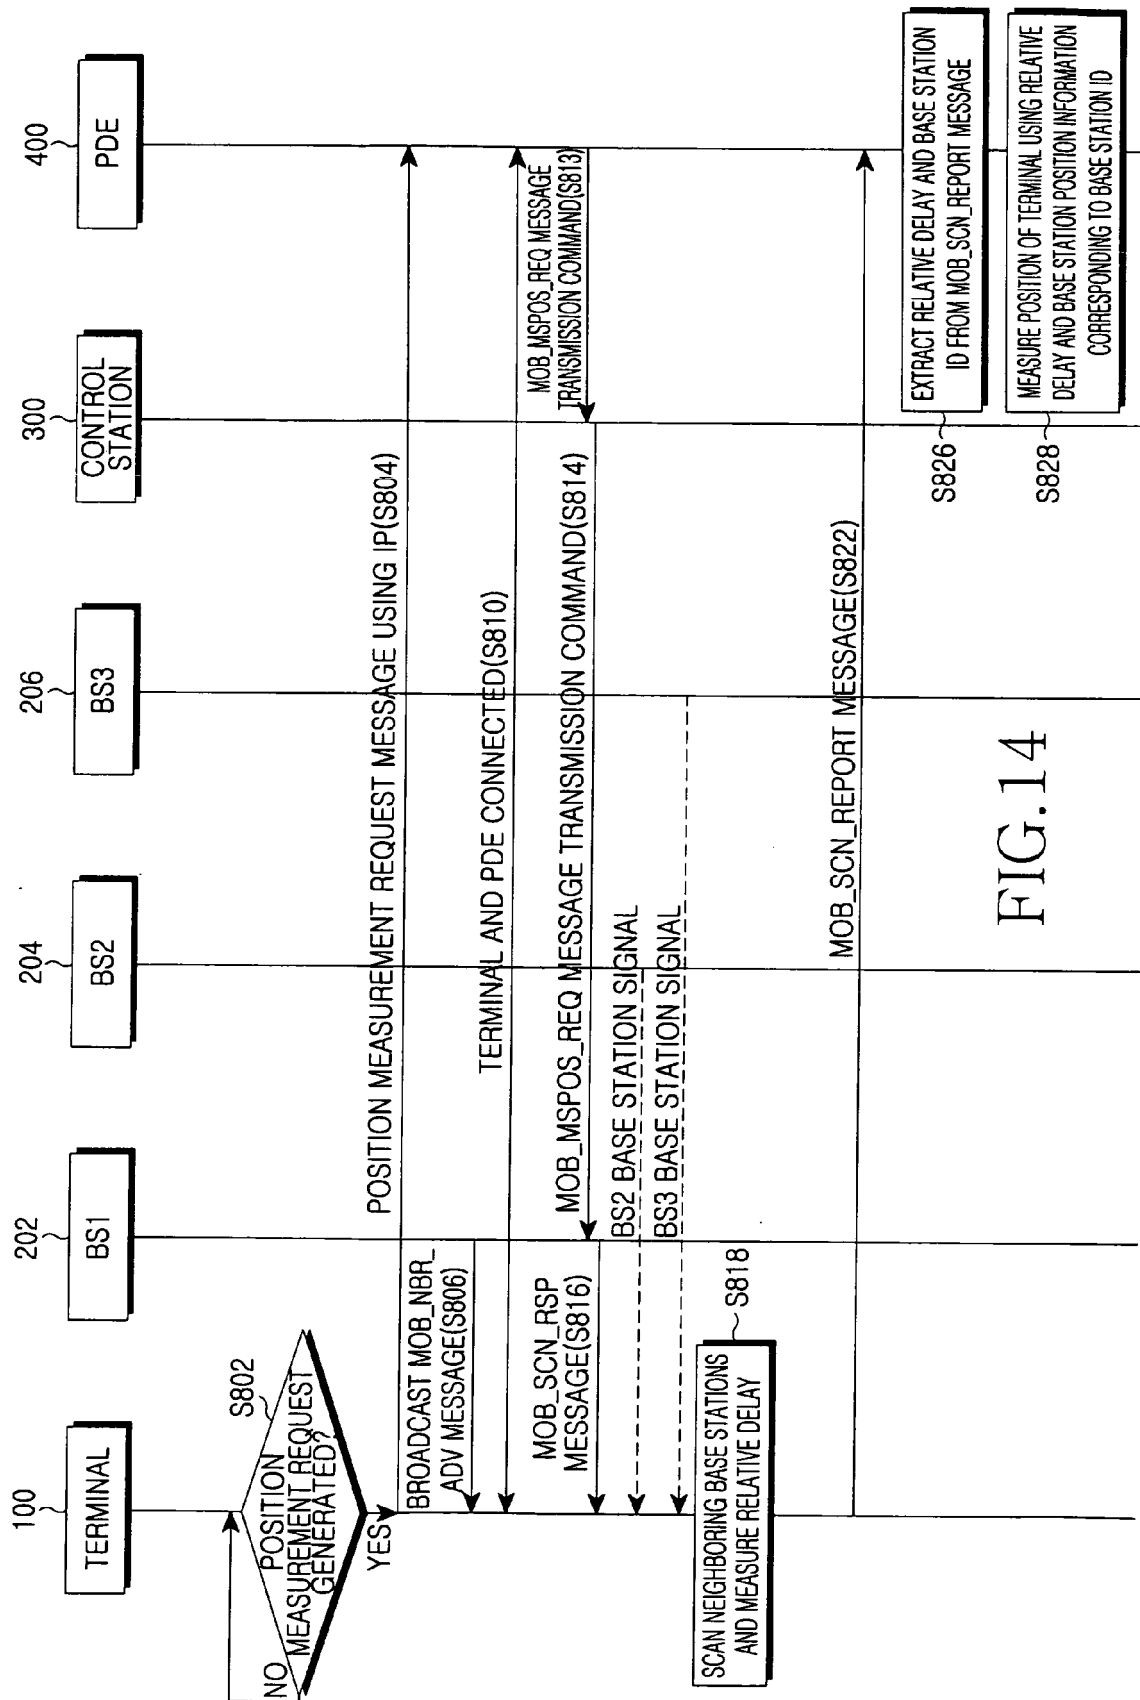 100
TERMINAL
202
BS1
204
BS2
206
BS3
300
CONTROL
STATION
400
PDE
S802
POSITION
MEASUREMENT REQUEST
GENERATED?
NO
YES
POSITION MEASUREMENT REQUEST MESSAGE USING IP(S804)
BROADCAST MOB_NBR_
ADV MESSAGE(S806)
TERMINAL AND PDE CONNECTED(S810)
MOB_MSPOS_REQ MESSAGE
TRANSMISSION COMMAND(S813)
MOB_MSPOS_REQ MESSAGE TRANSMISSION COMMAND(S814)
MOB_SCN_RSP
MESSAGE(S816)
BS2 BASE STATION SIGNAL
BS3 BASE STATION SIGNAL
S818
SCAN NEIGHBORING BASE STATIONS
AND MEASURE RELATIVE DELAY
MOB_SCN_REPORT MESSAGE(S822)
EXTRACT RELATIVE DELAY AND BASE STATION
ID FROM MOB_SCN_REPORT MESSAGE
S826
MEASURE POSITION OF TERMINAL USING RELATIVE
DELAY AND BASE STATION POSITION INFORMATION
CORRESPONDING TO BASE STATION ID
S828
FIG.14